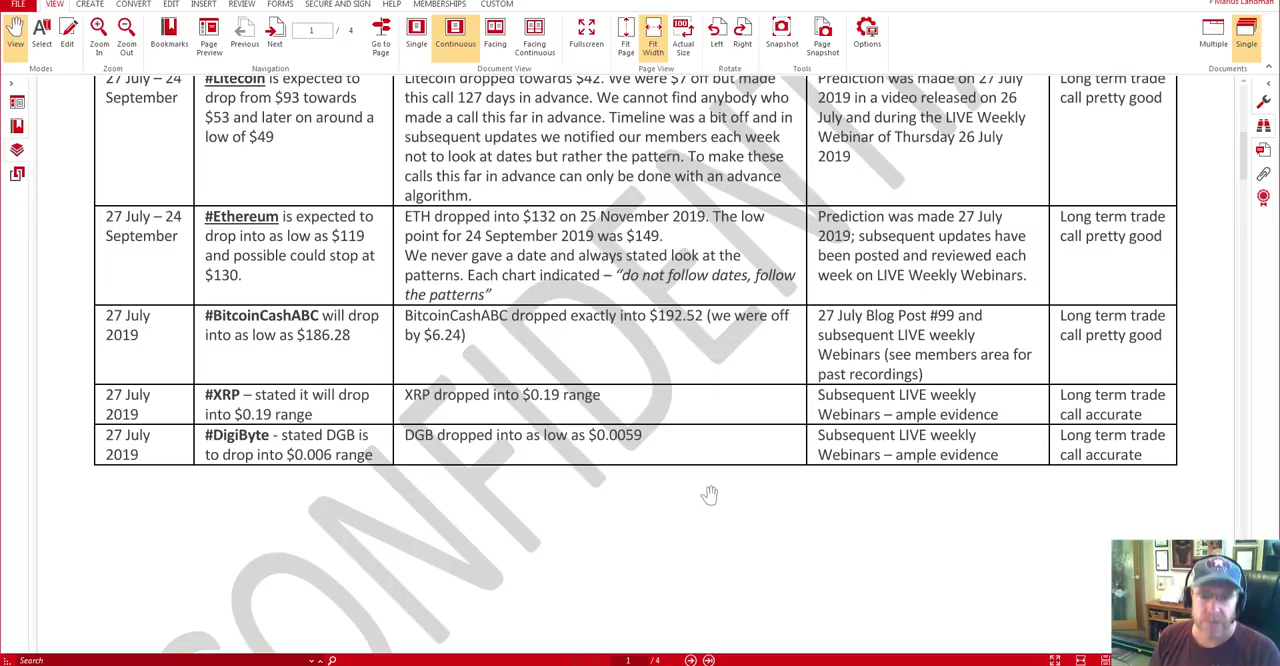 Marius Landman
FILE VIEW CREATE CONVERT EDIT INSERT REVIEW FORMS SECURE AND SIGN HELP MEMBERSHIPS CUSTOM
View Select Edit
Modes
Zoom In Zoom Out
Zoom
Bookmarks Page Preview Previous Next 1 / 4 Go to Page
Navigation
Single Continuous Facing Facing Continuous
Document View
Fullscreen Fit Page Fit Width 100 Actual Size
Page View
Left Right
Rotate
Snapshot Page Snapshot
Tools
Options
Multiple Single
Documents
27 July – 24
September
#Litecoin is expected to
drop from $93 towards
$53 and later on around a
low of $49
Litecoin dropped towards $42. We were $7 off but made
this call 127 days in advance. We cannot find anybody who
made a call this far in advance. Timeline was a bit off and in
subsequent updates we notified our members each week
not to look at dates but rather the pattern. To make these
calls this far in advance can only be done with an advance
algorithm.
Prediction was made on 27 July
2019 in a video released on 26
July and during the LIVE Weekly
Webinar of Thursday 26 July
2019
Long term trade
call pretty good
27 July – 24
September
#Ethereum is expected to
drop into as low as $119
and possible could stop at
$130.
ETH dropped into $132 on 25 November 2019. The low
point for 24 September 2019 was $149.
We never gave a date and always stated look at the
patterns. Each chart indicated – “do not follow dates, follow
the patterns”
Prediction was made 27 July
2019; subsequent updates have
been posted and reviewed each
week on LIVE Weekly Webinars.
Long term trade
call pretty good
27 July
2019
#BitcoinCashABC will drop
into as low as $186.28
BitcoinCashABC dropped exactly into $192.52 (we were off
by $6.24)
27 July Blog Post #99 and
subsequent LIVE weekly
Webinars (see members area for
past recordings)
Long term trade
call pretty good
27 July
2019
#XRP – stated it will drop
into $0.19 range
XRP dropped into $0.19 range
Subsequent LIVE weekly
Webinars – ample evidence
Long term trade
call accurate
27 July
2019
#DigiByte - stated DGB is
to drop into $0.006 range
DGB dropped into as low as $0.0059
Subsequent LIVE weekly
Webinars – ample evidence
Long term trade
call accurate
CONFIDENT
Search
1 / 4